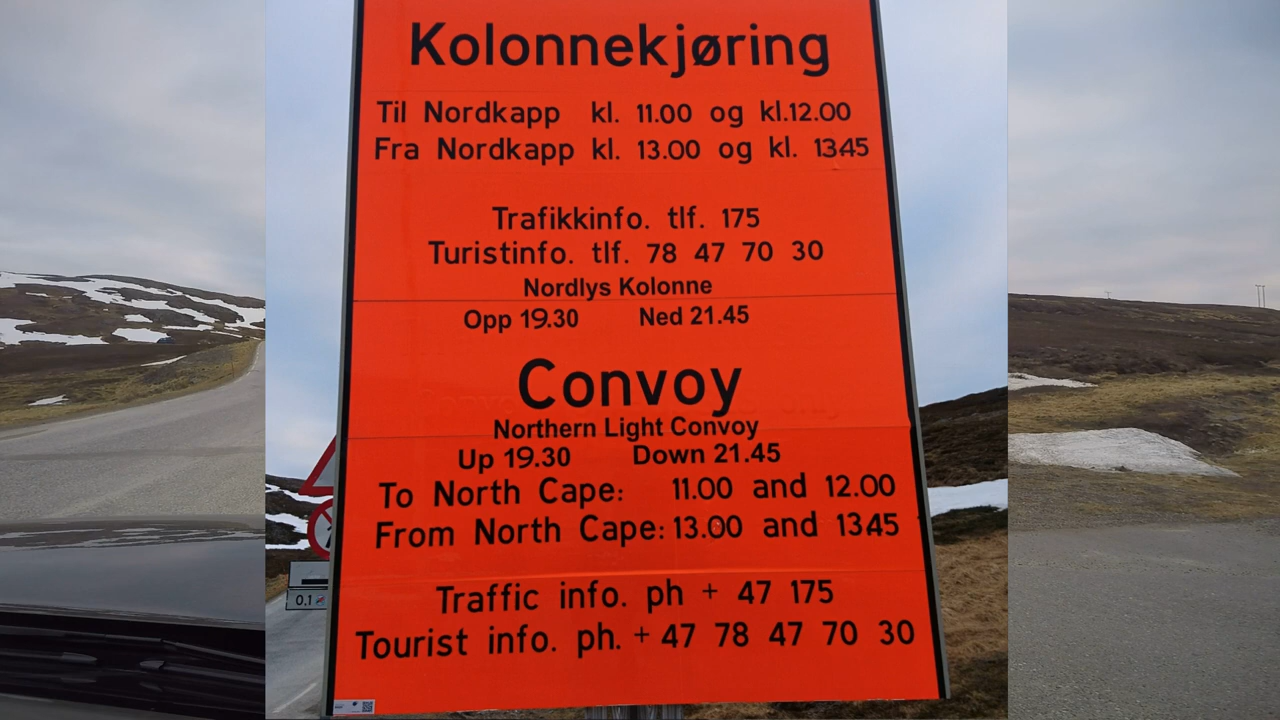 Kolonnekjøring
Til Nordkapp kl. 11.00 og kl.12.00
Fra Nordkapp kl. 13.00 og kl. 1345
Trafikkinfo. tlf. 175
Turistinfo. tlf. 78 47 70 30
Nordlys Kolonne
Opp 19.30 Ned 21.45
Convoy
Northern Light Convoy
Up 19.30 Down 21.45
To North Cape: 11.00 and 12.00
From North Cape: 13.00 and 1345
Traffic info. ph + 47 175
Tourist info. ph. + 47 78 47 70 30
0.1